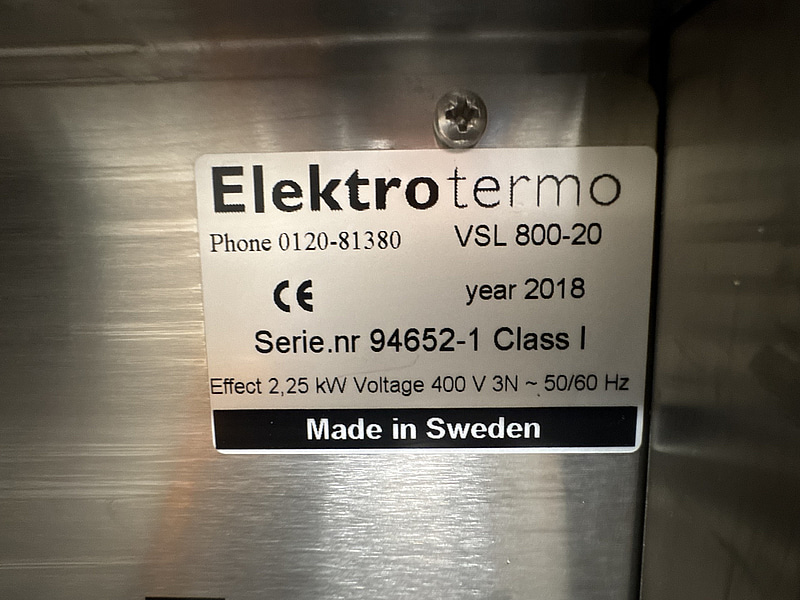 Elektrotermo
Phone 0120-81380 VSL 800-20
CE year 2018
Serie.nr 94652-1 Class I
Effect 2,25 kW Voltage 400 V 3N ~ 50/60 Hz
Made in Sweden